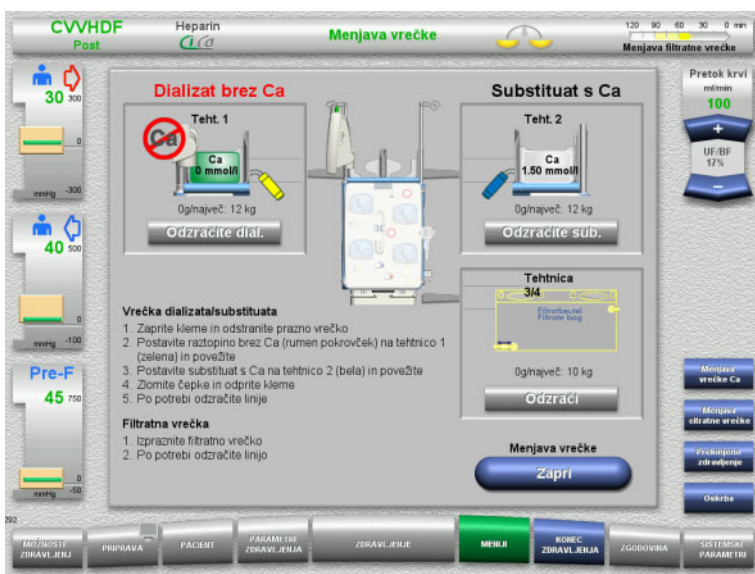 CVVHDF
Post
Heparin
CiCa
Menjava vrečke
120 90 60 30 0 min
Menjava filtratne vrečke
30 300
0
mmHg -300
40 500
0
mmHg -100
Pre-F
45 750
0
mmHg -50
Dializat brez Ca
Teht. 1
Ca
Ca
0 mmol/l
0g/največ: 12 kg
Odzračite dial.
Substituat s Ca
Teht. 2
Ca
1.50 mmol/l
0g/največ: 12 kg
Odzračite sub.
Tehtnica
3/4
Filtratbeutel
Filtrate bag
0g/največ: 10 kg
Odzrači
Vrečka dializata/substituata
1. Zaprite kleme in odstranite prazno vrečko
2. Postavite raztopino brez Ca (rumen pokrovček) na tehtnico 1
(zelena) in povežite
3. Postavite substituat s Ca na tehtnico 2 (bela) in povežite
4. Zlomite čepke in odprite kleme
5. Po potrebi odzračite linije
Filtratna vrečka
1. Izpraznite filtratno vrečko
2. Po potrebi odzračite linijo
Menjava vrečke
Zapri
Pretok krvi
ml/min
100
+
UF/BF
17%
−
Menjava
vrečke Ca
Menjava
citratne vrečke
Prekinjeno
zdravljenje
Oskrba
292
MOŽNOSTI
ZDRAVLJENJ
PRIPRAVA
PACIENT
PARAMETRI
ZDRAVLJENJA
ZDRAVLJENJE
MENIJI
KONEC
ZDRAVLJENJA
ZGODOVINA
SISTEMSKI
PARAMETRI